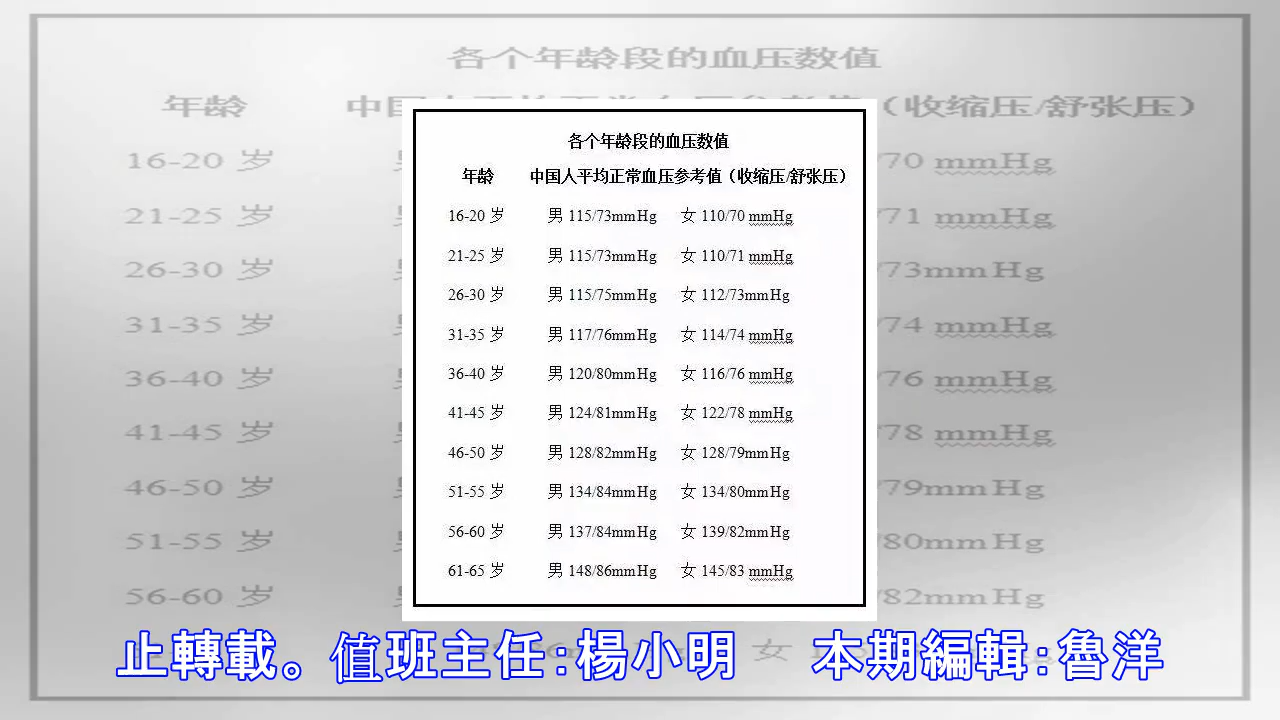 各个年龄段的血压数值
年龄 中国人平均正常血压参考值（收缩压/舒张压）
16-20 岁 男 115/73mmHg 女 110/70 mmHg
21-25 岁 男 115/73mmHg 女 110/71 mmHg
26-30 岁 男 115/75mmHg 女 112/73mmHg
31-35 岁 男 117/76mmHg 女 114/74 mmHg
36-40 岁 男 120/80mmHg 女 116/76 mmHg
41-45 岁 男 124/81mmHg 女 122/78 mmHg
46-50 岁 男 128/82mmHg 女 128/79mmHg
51-55 岁 男 134/84mmHg 女 134/80mmHg
56-60 岁 男 137/84mmHg 女 139/82mmHg
61-65 岁 男 148/86mmHg 女 145/83 mmHg
止轉載。值班主任:楊小明 本期編輯:魯洋